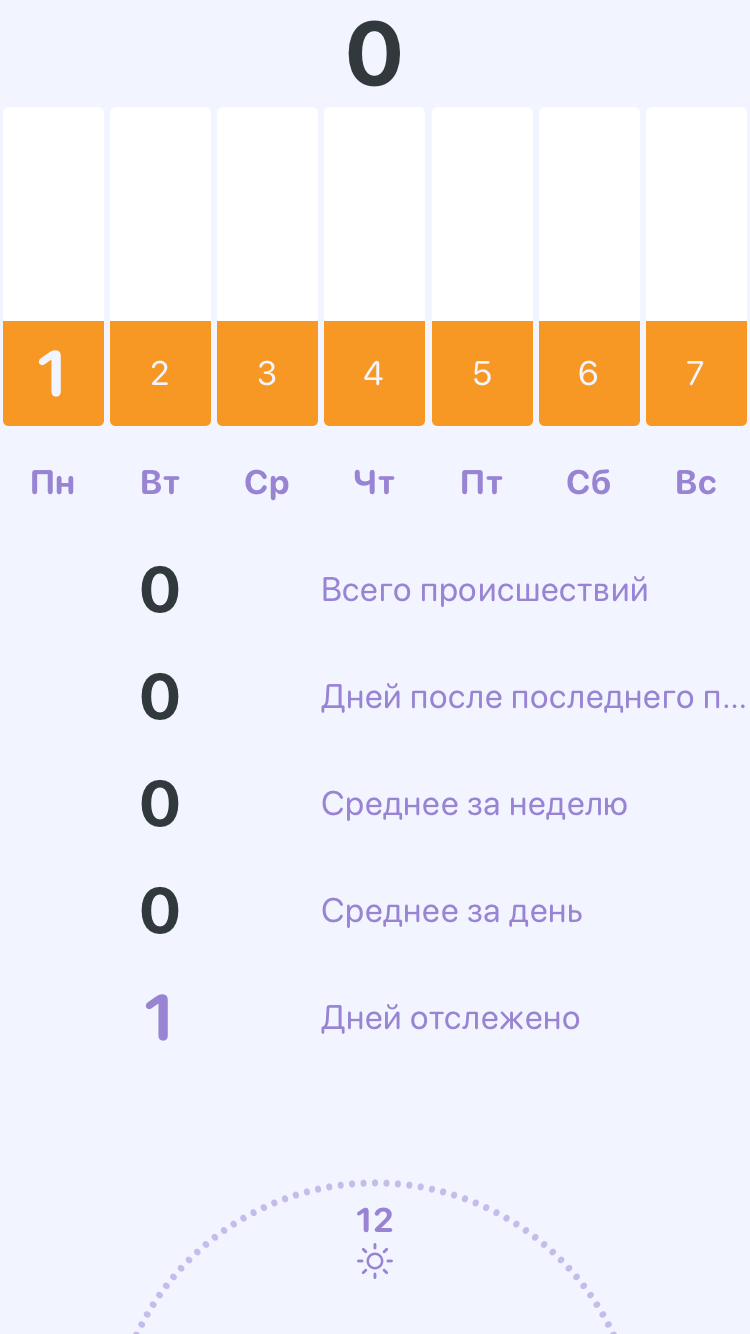 0
1 2 3 4 5 6 7
Пн Вт Ср Чт Пт Сб Вс
0 Всего происшествий
0 Дней после последнего п...
0 Среднее за неделю
0 Среднее за день
1 Дней отслежено
12